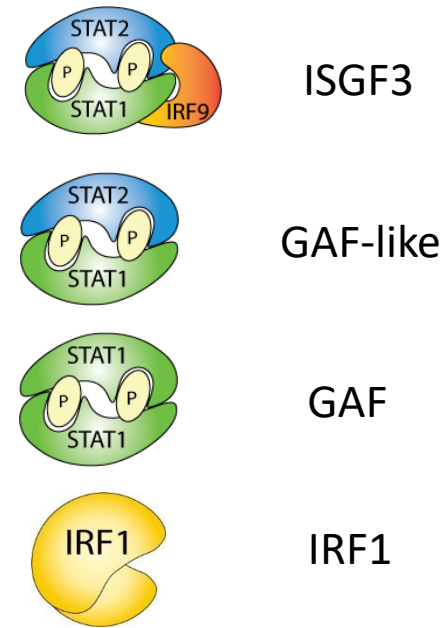 STAT2
P P
STAT1
IRF9
ISGF3
STAT2
P P
STAT1
GAF-like
STAT1
P P
STAT1
GAF
IRF1
IRF1